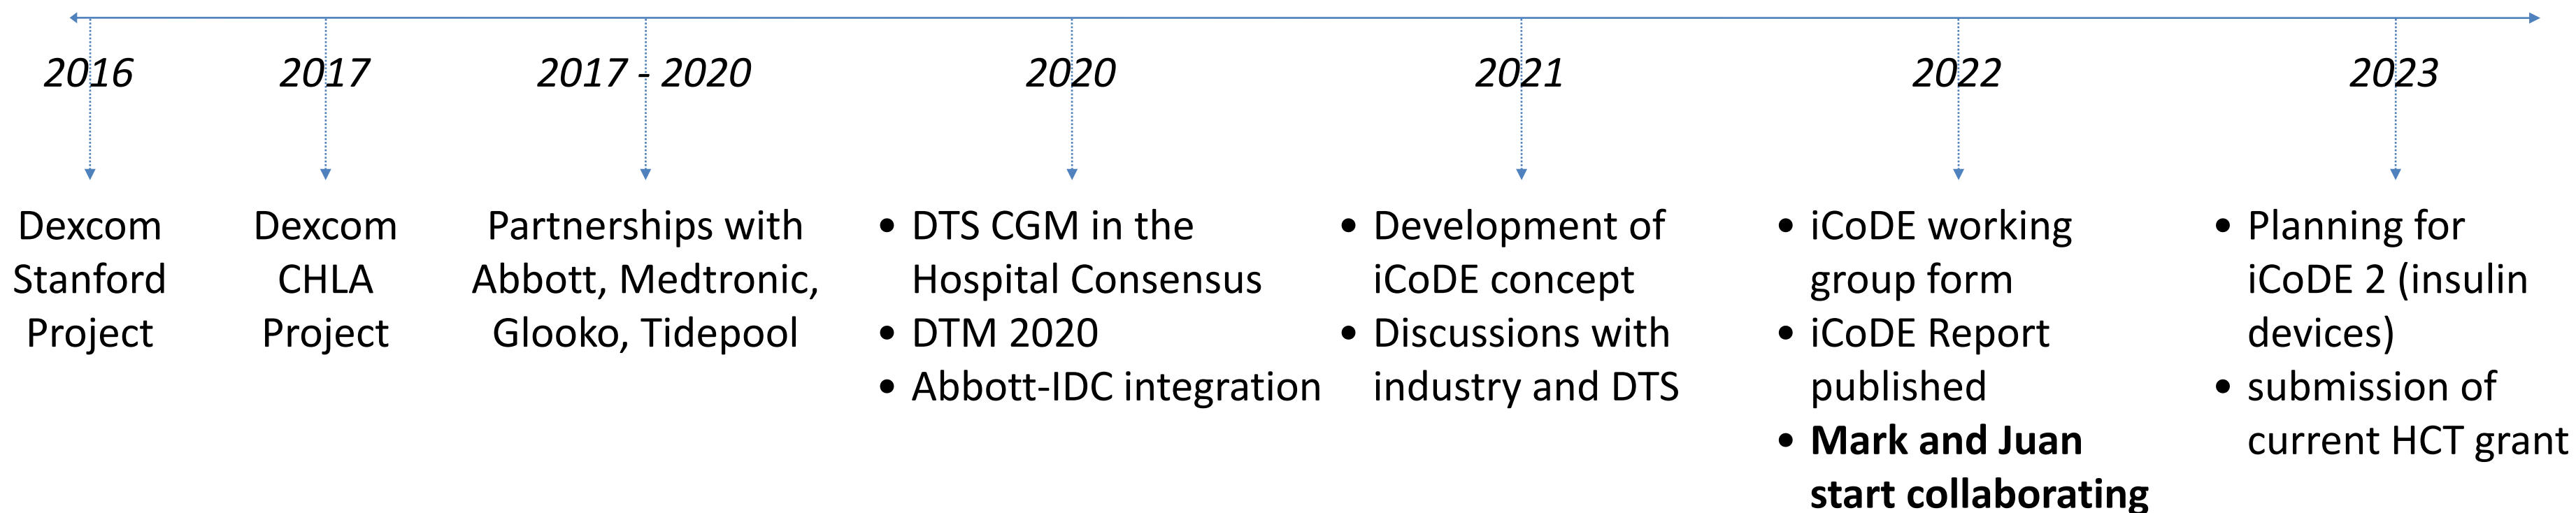 2016
2017
2017 - 2020
2020
2021
2022
2023
Dexcom
Stanford
Project
Dexcom
CHLA
Project
Partnerships with
Abbott, Medtronic,
Glooko, Tidepool
• DTS CGM in the
Hospital Consensus
• DTM 2020
• Abbott-IDC integration
• Development of
iCoDE concept
• Discussions with
industry and DTS
• iCoDE working
group form
• iCoDE Report
published
• Mark and Juan
start collaborating
• Planning for
iCoDE 2 (insulin
devices)
• submission of
current HCT grant